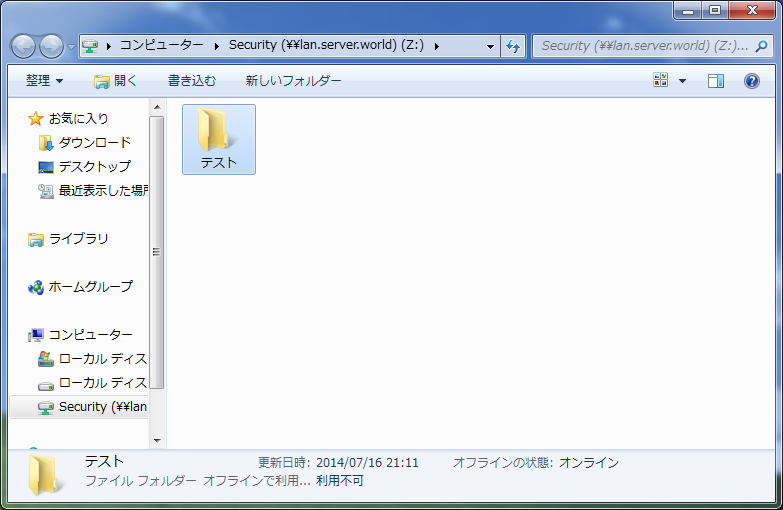 コンピューター Security (¥¥lan.server.world) (Z:)
Security (¥¥lan.server.world) (Z:)...
整理 開く 書き込む 新しいフォルダー
お気に入り
ダウンロード
デスクトップ
最近表示した場所
ライブラリ
ホームグループ
コンピューター
ローカル ディス
ローカル ディス
Security (¥¥lan
テスト
テスト 更新日時: 2014/07/16 21:11 オフラインの状態: オンライン
ファイル フォルダー オフラインで利用... 利用不可